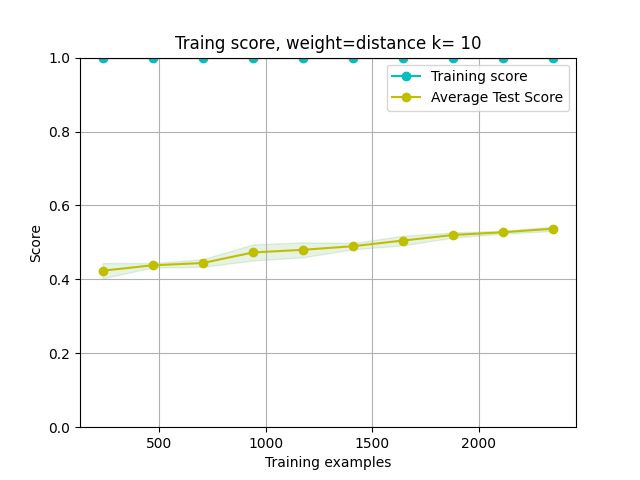 Traing score, weight=distance k= 10
1.0
Training score
Average Test Score
0.8
0.6
Score
0.4
0.2
0.0
500
1000
1500
2000
Training examples